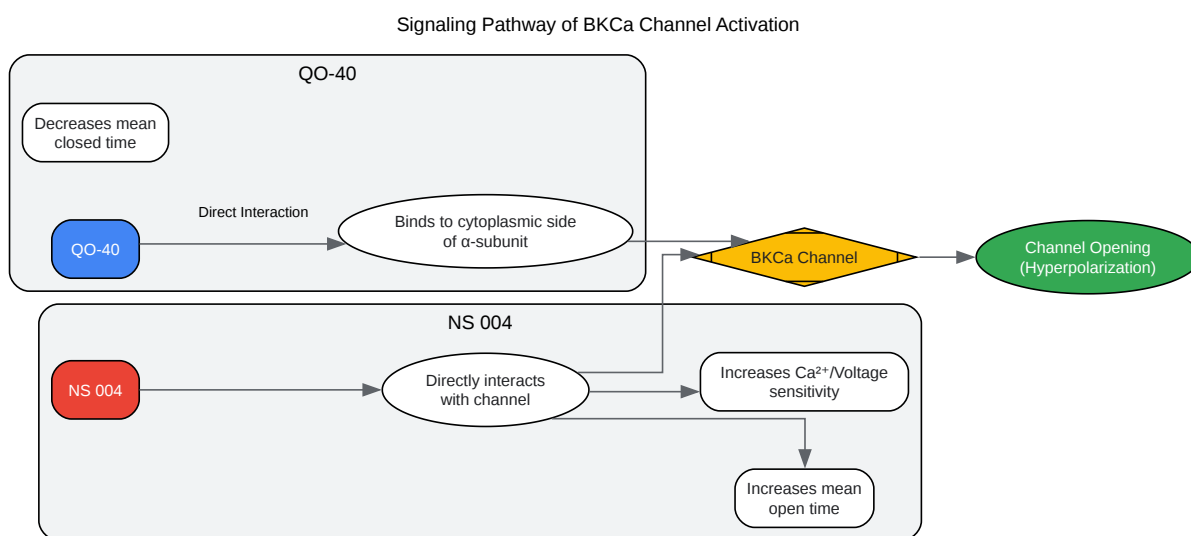 Signaling Pathway of BKCa Channel Activation
QO-40
Decreases mean
closed time
QO-40
Direct Interaction
Binds to cytoplasmic side
of α-subunit
BKCa Channel
Channel Opening
(Hyperpolarization)
NS 004
NS 004
Directly interacts
with channel
Increases Ca²⁺/Voltage
sensitivity
Increases mean
open time